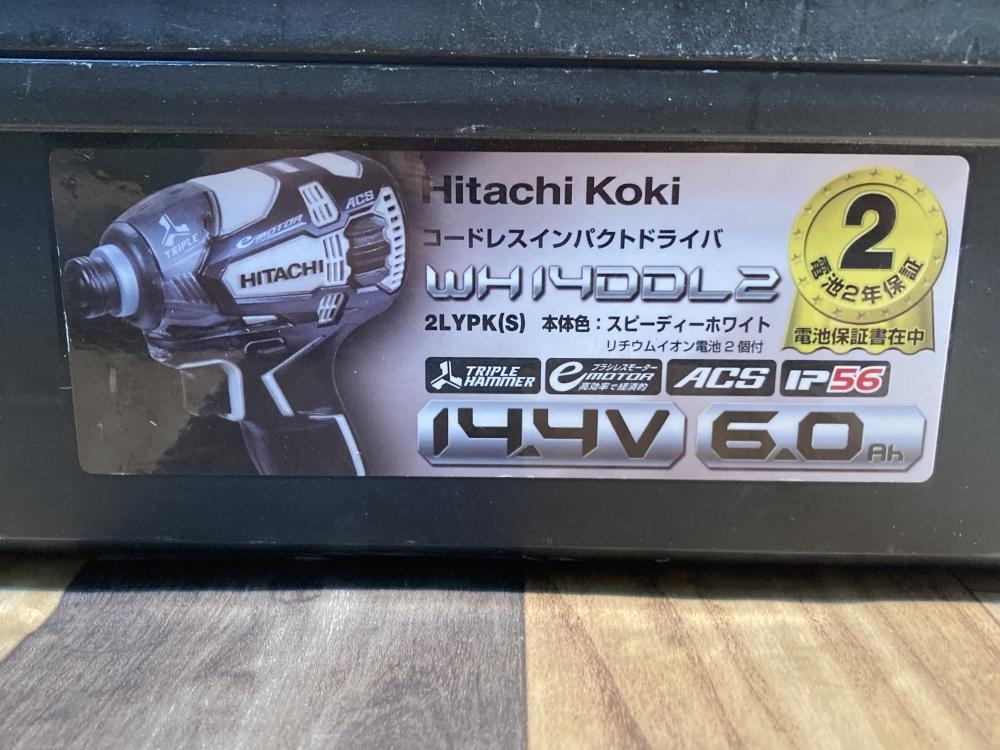 Hitachi Koki
コードレスインパクトドライバ
WH14DDL2
2LYPK(S) 本体色：スピーディーホワイト
リチウムイオン電池2個付
TRIPLE HAMMER
ブラシレスモーター
eMOTOR
高効率で経済的
ACS
IP56
14.4V 6.0Ah
2
電池2年保証
電池保証書在中
TRIPLE
eMOTOR
ACS
HITACHI